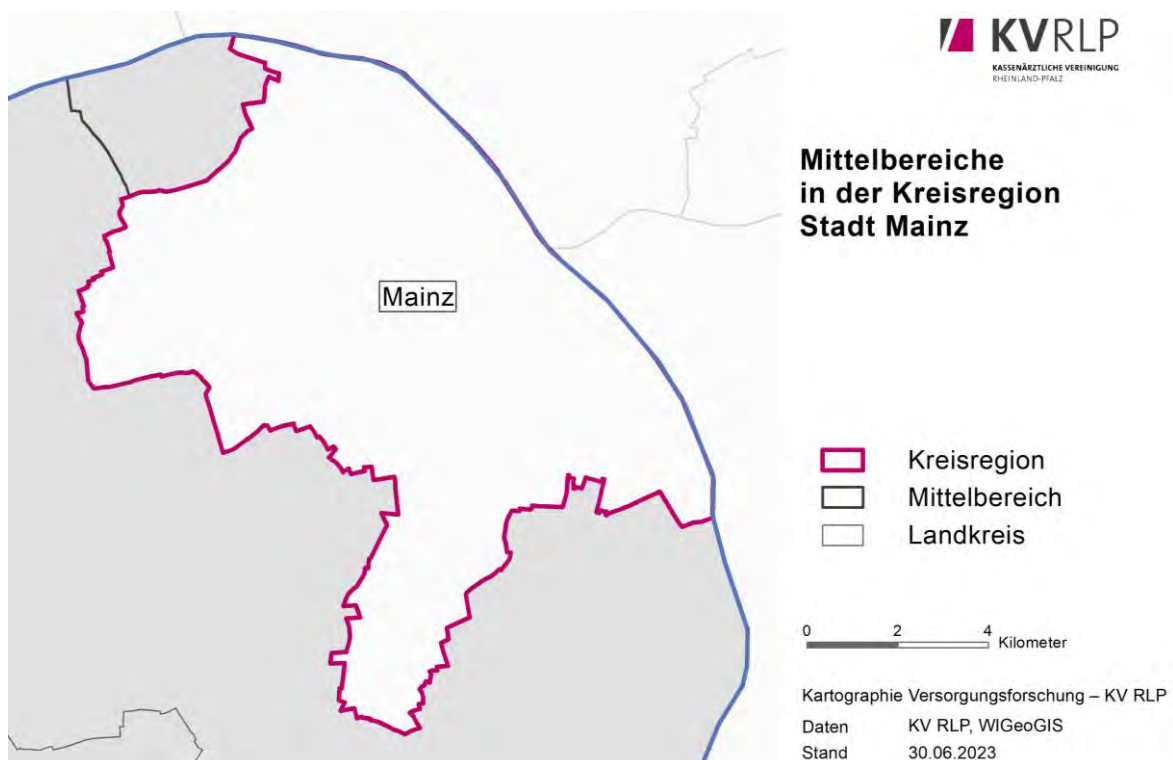 KVRLP
KASSENÄRZTLICHE VEREINIGUNG
RHEINLAND-PFALZ
Mittelbereiche
in der Kreisregion
Stadt Mainz
Mainz
Kreisregion
Mittelbereich
Landkreis
0 2 4
Kilometer
Kartographie Versorgungsforschung – KV RLP
Daten KV RLP, WIGeoGIS
Stand 30.06.2023